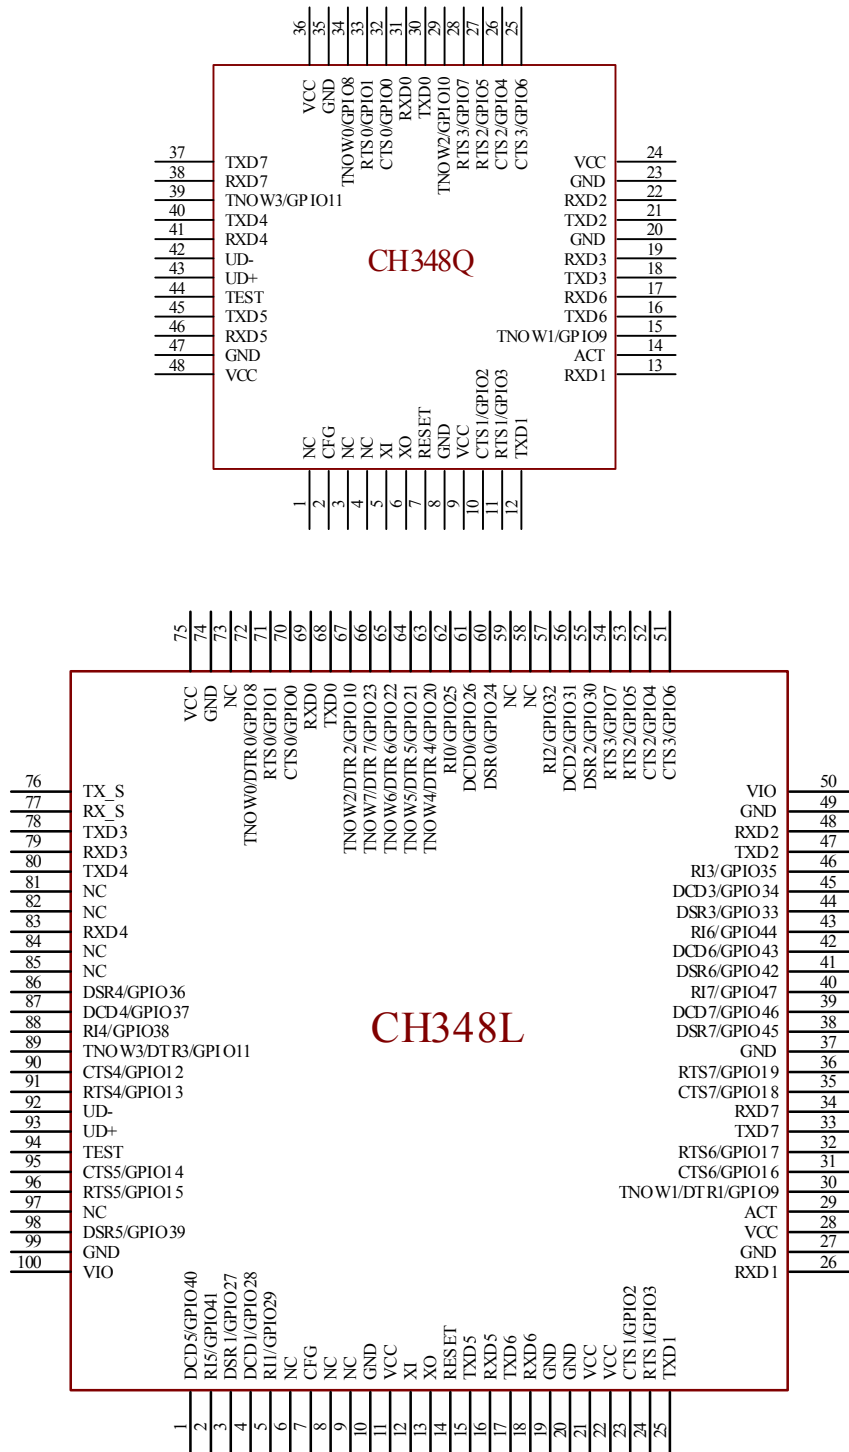 36 35 34 33 32 31 30 29 28 27 26 25
VCC GND TNOW0/GPIO8 RTS0/GPIO1 CTS0/GPIO0 RXD0 TXD0 TNOW2/GPIO10 RTS3/GPIO7 RTS2/GPIO5 CTS2/GPIO4 CTS3/GPIO6
37 TXD7 VCC 24
38 RXD7 GND 23
39 TNOW3/GPIO11 RXD2 22
40 TXD4 TXD2 21
41 RXD4 GND 20
42 UD- RXD3 19
43 UD+ TXD3 18
44 TEST RXD6 17
45 TXD5 TXD6 16
46 RXD5 TNOW1/GPIO9 15
47 GND ACT 14
48 VCC RXD1 13
CH348Q
NC CFG NC NC XI XO RESET GND VCC CTS1/GPIO2 RTS1/GPIO3 TXD1
1 2 3 4 5 6 7 8 9 10 11 12
75 74 73 72 71 70 69 68 67 66 65 64 63 62 61 60 59 58 57 56 55 54 53 52 51
VCC GND NC TNOW0/DTR0/GPIO8 RTS0/GPIO1 CTS0/GPIO0 RXD0 TXD0 TNOW2/DTR2/GPIO10 TNOW7/DTR7/GPIO23 TNOW6/DTR6/GPIO22 TNOW5/DTR5/GPIO21 TNOW4/DTR4/GPIO20 RI0/GPIO25 DCD0/GPIO26 DSR0/GPIO24 NC NC RI2/GPIO32 DCD2/GPIO31 DSR2/GPIO30 RTS3/GPIO7 RTS2/GPIO5 CTS2/GPIO4 CTS3/GPIO6
76 TX_S VIO 50
77 RX_S GND 49
78 TXD3 RXD2 48
79 RXD3 TXD2 47
80 TXD4 RI3/GPIO35 46
81 NC DCD3/GPIO34 45
82 NC DSR3/GPIO33 44
83 RXD4 RI6/GPIO44 43
84 NC DCD6/GPIO43 42
85 NC DSR6/GPIO42 41
86 DSR4/GPIO36 RI7/GPIO47 40
87 DCD4/GPIO37 DCD7/GPIO46 39
88 RI4/GPIO38 DSR7/GPIO45 38
89 TNOW3/DTR3/GPIO11 GND 37
90 CTS4/GPIO12 RTS7/GPIO19 36
91 RTS4/GPIO13 CTS7/GPIO18 35
92 UD- RXD7 34
93 UD+ TXD7 33
94 TEST RTS6/GPIO17 32
95 CTS5/GPIO14 CTS6/GPIO16 31
96 RTS5/GPIO15 TNOW1/DTR1/GPIO9 30
97 NC ACT 29
98 DSR5/GPIO39 VCC 28
99 GND GND 27
100 VIO RXD1 26
CH348L
DCD5/GPIO40 RI5/GPIO41 DSR1/GPIO27 DCD1/GPIO28 RI1/GPIO29 NC CFG NC NC GND VCC XI XO RESET TXD5 RXD5 TXD6 RXD6 GND GND VCC VCC CTS1/GPIO2 RTS1/GPIO3 TXD1
1 2 3 4 5 6 7 8 9 10 11 12 13 14 15 16 17 18 19 20 21 22 23 24 25